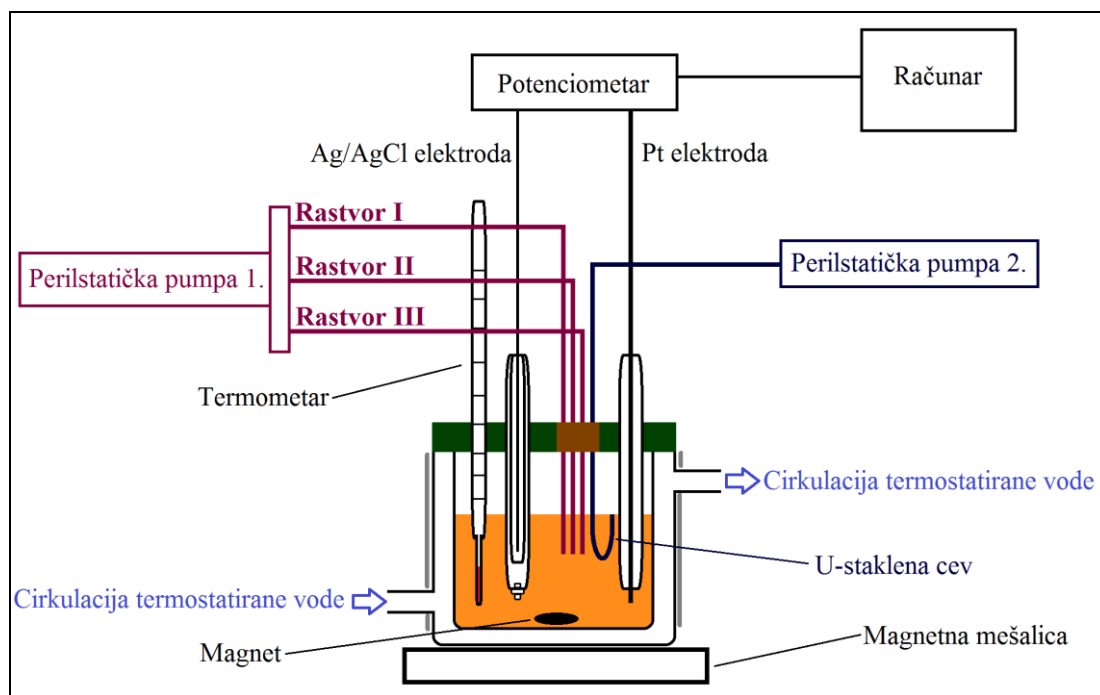 Potenciometar
Računar
Ag/AgCl elektroda
Pt elektroda
Rastvor I
Perilstatička pumpa 1.
Rastvor II
Perilstatička pumpa 2.
Rastvor III
Termometar
Cirkulacija termostatirane vode
U-staklena cev
Cirkulacija termostatirane vode
Magnet
Magnetna mešalica